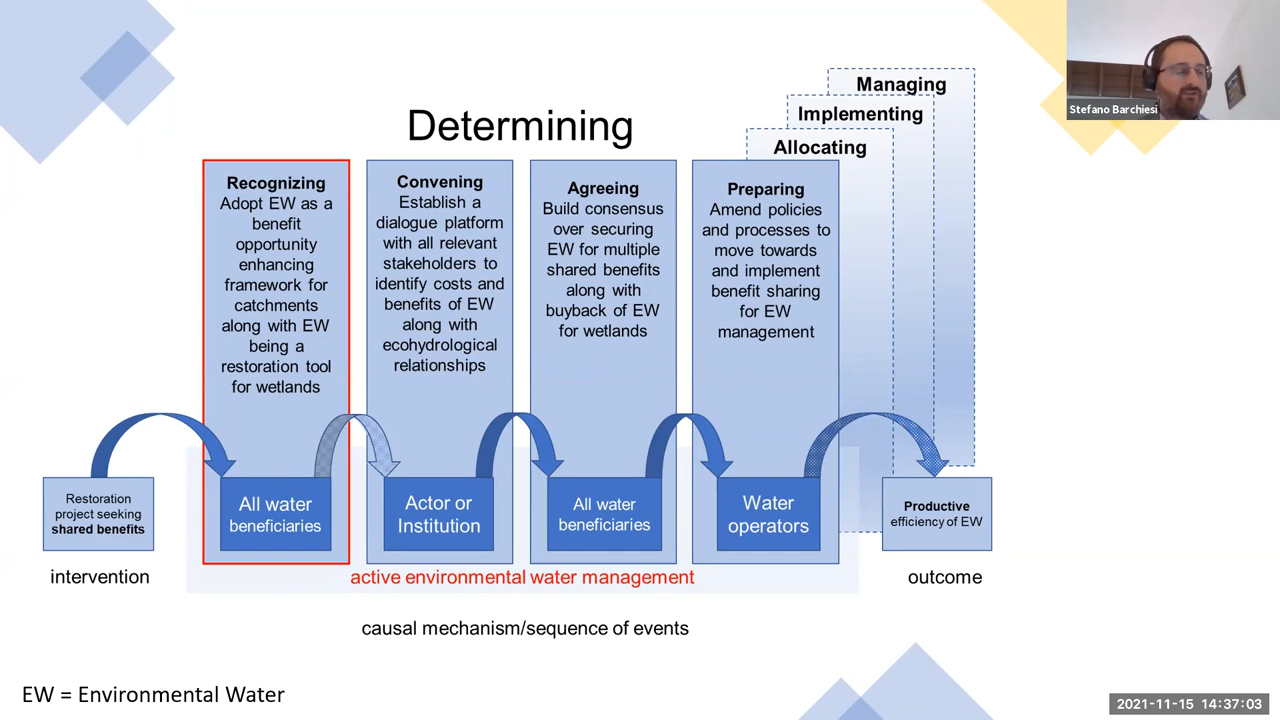 Stefano Barchiesi
Managing
Implementing
Allocating
Determining
Recognizing
Adopt EW as a
benefit
opportunity
enhancing
framework for
catchments
along with EW
being a
restoration tool
for wetlands
Convening
Establish a
dialogue platform
with all relevant
stakeholders to
identify costs and
benefits of EW
along with
ecohydrological
relationships
Agreeing
Build consensus
over securing
EW for multiple
shared benefits
along with
buyback of EW
for wetlands
Preparing
Amend policies
and processes to
move towards
and implement
benefit sharing
for EW
management
Restoration
project seeking
shared benefits
All water
beneficiaries
Actor or
Institution
All water
beneficiaries
Water
operators
Productive
efficiency of EW
intervention
active environmental water management
outcome
causal mechanism/sequence of events
EW = Environmental Water
2021-11-15 14:37:03